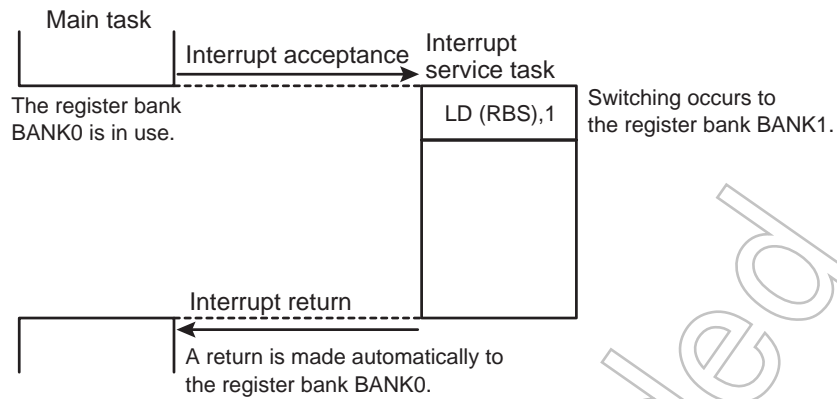 Main task
Interrupt acceptance
Interrupt
service task
The register bank
BANK0 is in use.
LD (RBS),1
Switching occurs to
the register bank BANK1.
Interrupt return
A return is made automatically to
the register bank BANK0.